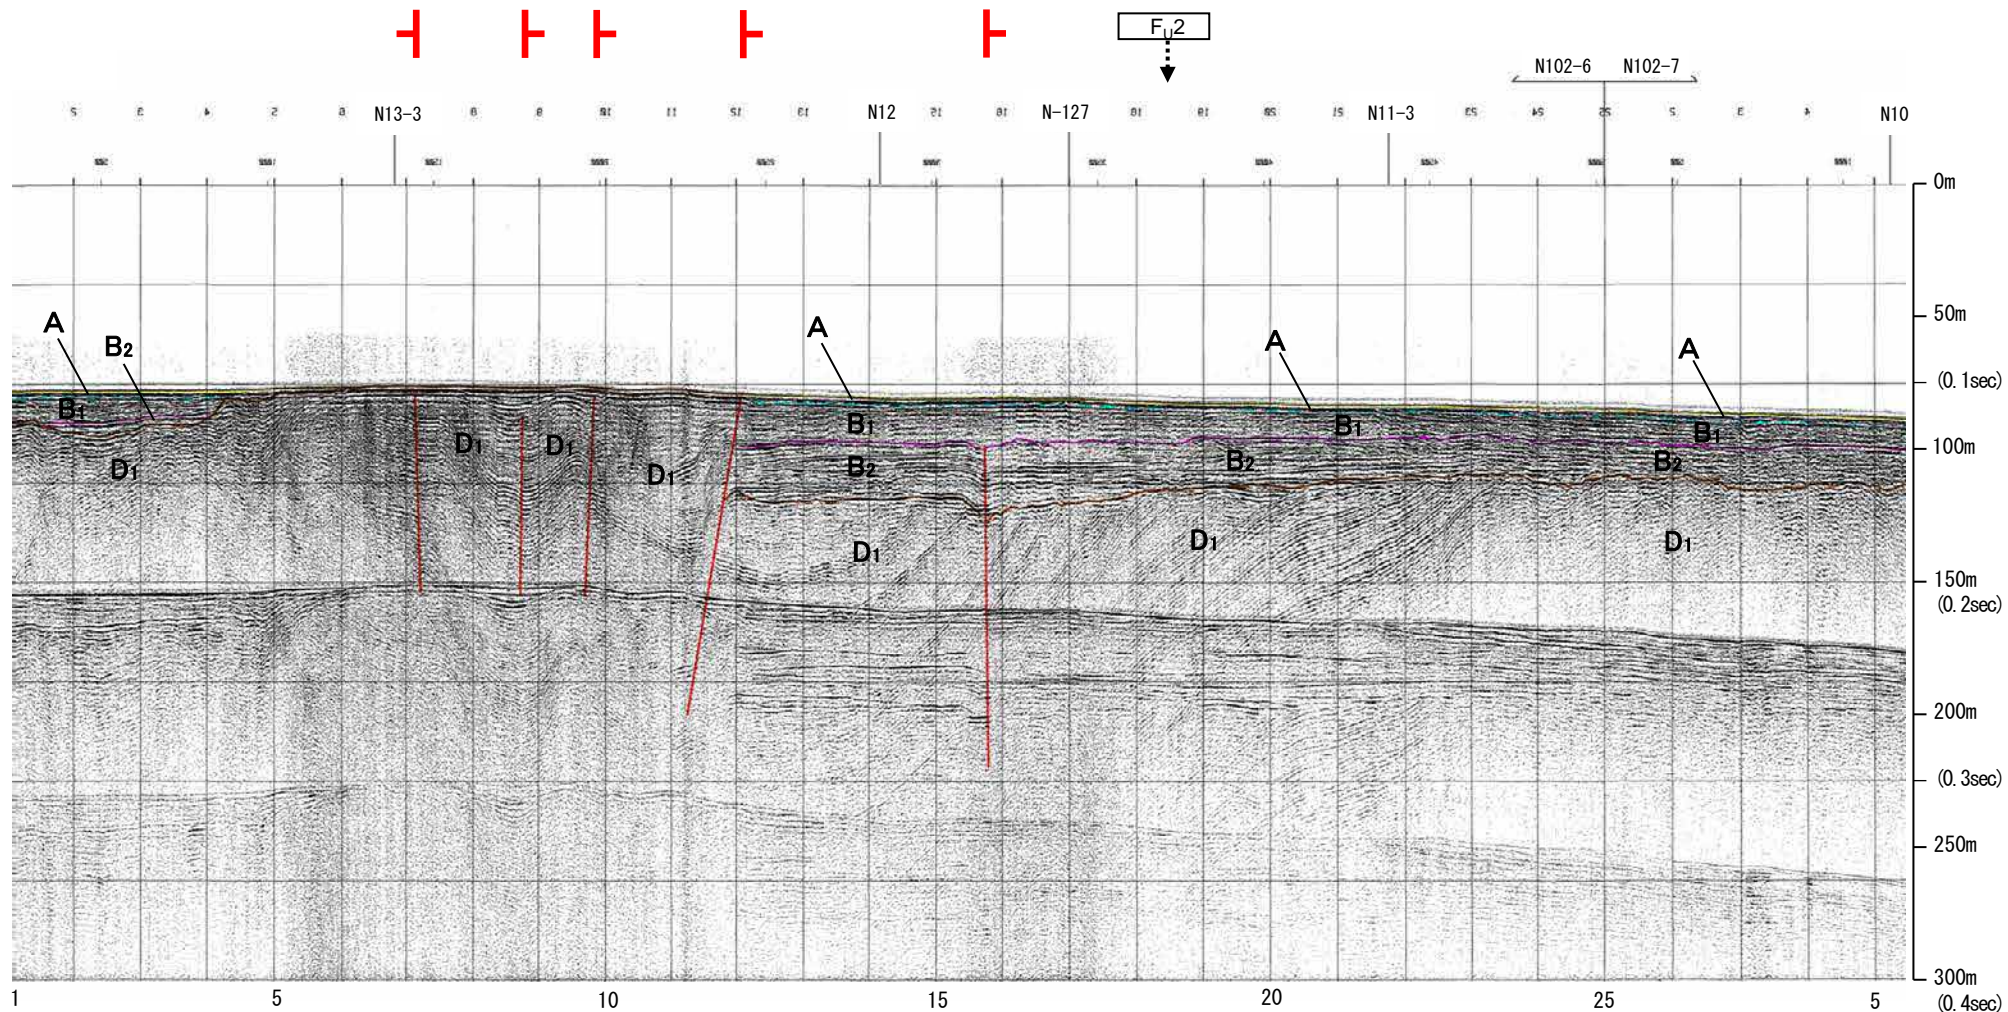 FU2
N102-6 N102-7
N13-3 N12 N-127 N11-3 N10
0m
50m
A A A A
B2
(0.1sec)
B1 B1 B1 B1
D1 D1 D1 D1
B2 B2 B2
100m
D1 D1 D1
150m
(0.2sec)
200m
(0.3sec)
250m
300m
1 5 10 15 20 25 5
(0.4sec)